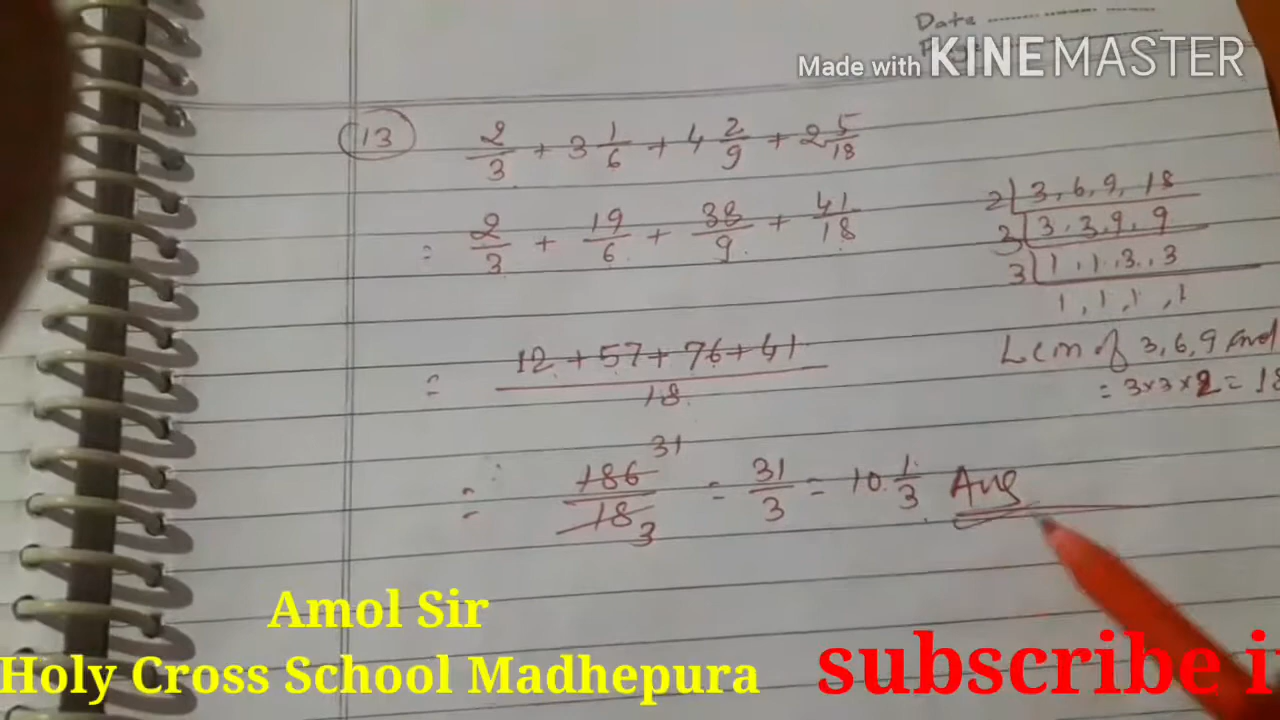 Date
Made with KINEMASTER
13 2/3 + 3 1/6 + 4 2/9 + 2 5/18
= 2/3 + 19/6 + 38/9 + 41/18
= 12 + 57 + 76 + 41 / 18
= 186/18 31 3 = 31/3 = 10 1/3 Ans
2 | 3, 6, 9, 18
3 | 3, 3, 9, 9
3 | 1, 1, 3, 3
1, 1, 1, 1
Lcm of 3, 6, 9 and
= 3x3x2 = 18
Amol Sir
Holy Cross School Madhepura
subscribe